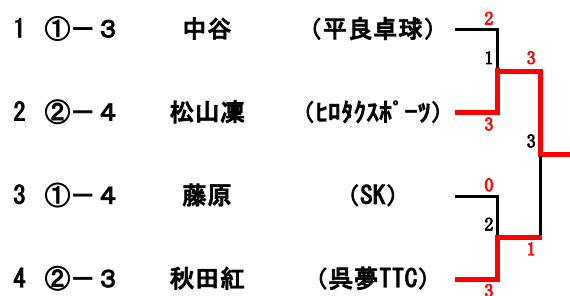 1 ①－3 中谷 (平良卓球) 2
1 3
2 ②－4 松山凜 (ﾋﾛﾀｸｽﾎﾟｰﾂ) 3
3
3 ①－4 藤原 (SK) 0
2 1
4 ②－3 秋田紅 (呉夢TTC) 3